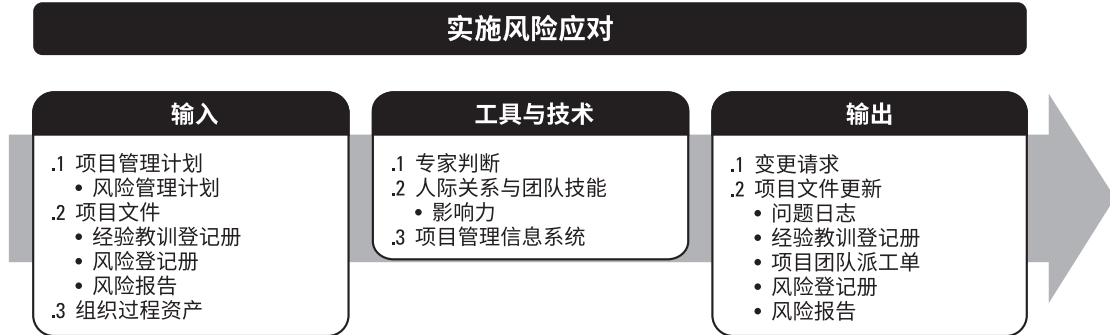 实施风险应对
输入
.1 项目管理计划
• 风险管理计划
.2 项目文件
• 经验教训登记册
• 风险登记册
• 风险报告
.3 组织过程资产
工具与技术
.1 专家判断
.2 人际关系与团队技能
• 影响力
.3 项目管理信息系统
输出
.1 变更请求
.2 项目文件更新
• 问题日志
• 经验教训登记册
• 项目团队派工单
• 风险登记册
• 风险报告